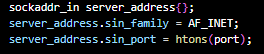 sockaddr_in server_address{};
server_address.sin_family = AF_INET;
server_address.sin_port = htons(port);